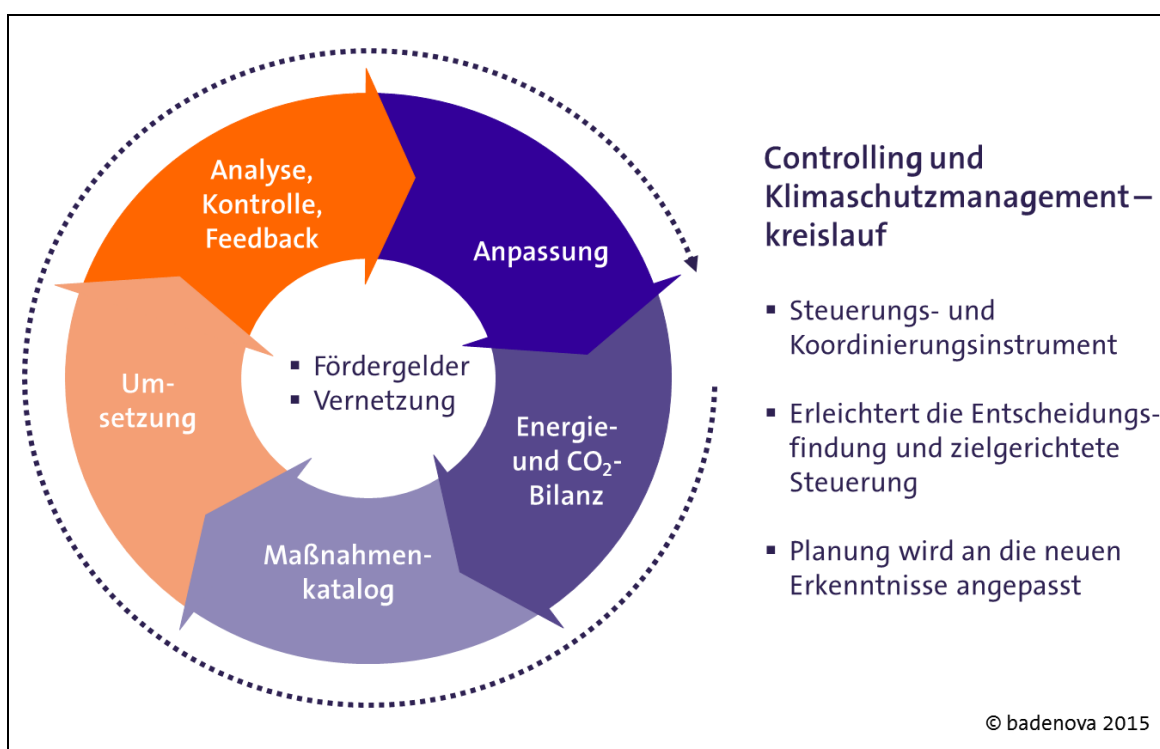 Analyse,
Kontrolle,
Feedback
Anpassung
Energie-
und CO₂-
Bilanz
Maßnahmen-
katalog
Um-
setzung
▪ Fördergelder
▪ Vernetzung
Controlling und
Klimaschutzmanagement –
kreislauf
▪ Steuerungs- und
Koordinierungsinstrument
▪ Erleichtert die Entscheidungs-
findung und zielgerichtete
Steuerung
▪ Planung wird an die neuen
Erkenntnisse angepasst
© badenova 2015